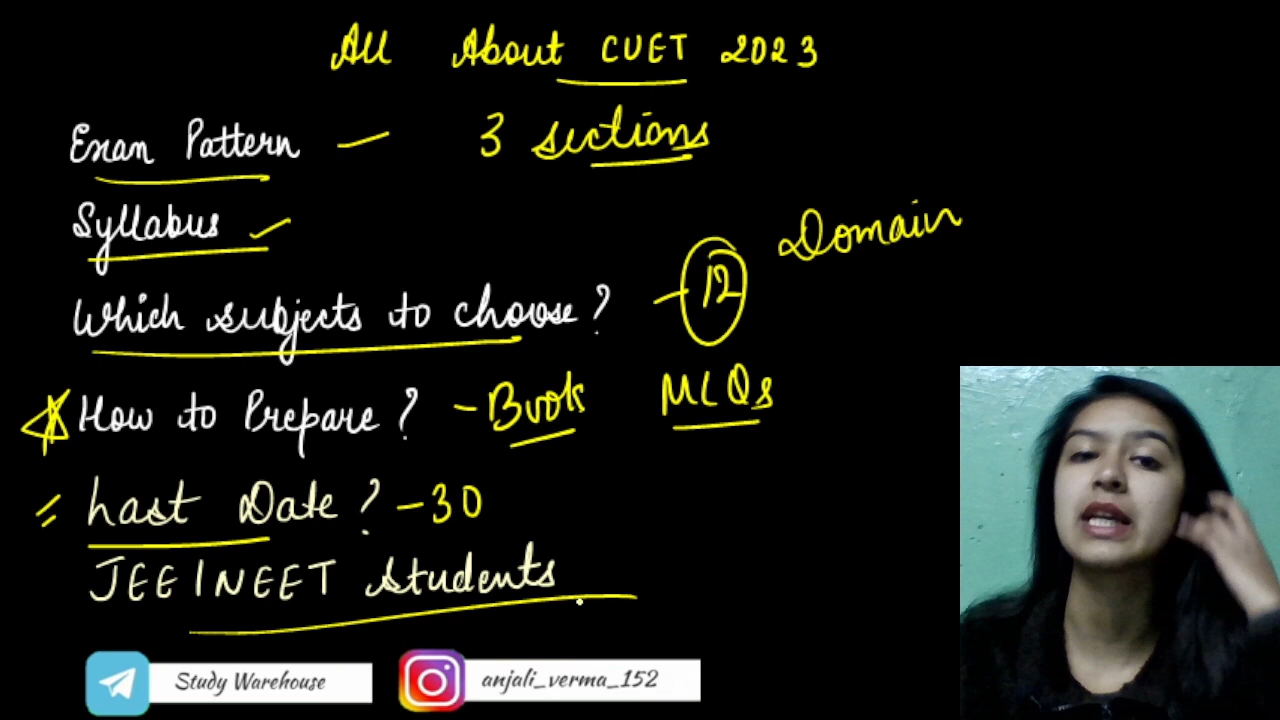 All About CUET 2023
Exam Pattern — 3 sections
Syllabus
Domain
Which subjects to choose? - 12
How to Prepare? - Book MCQs
Last Date? - 30
JEE/NEET students
Study Warehouse
anjali_verma_152